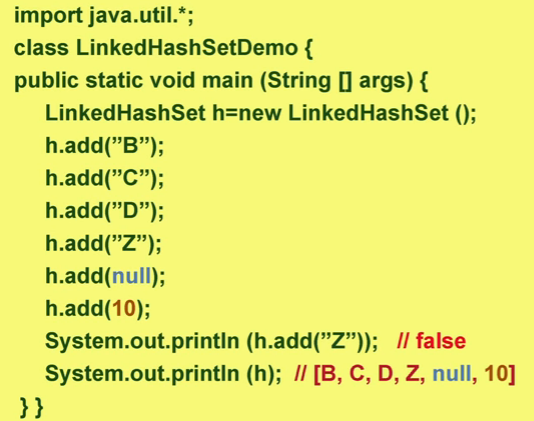 import java.util.*;
class LinkedHashSetDemo {
public static void main (String [] args) {
LinkedHashSet h=new LinkedHashSet ();
h.add(”B”);
h.add(”C”);
h.add(”D”);
h.add(”Z”);
h.add(null);
h.add(10);
System.out.println (h.add(”Z”)); // false
System.out.println (h); // [B, C, D, Z, null, 10]
} }